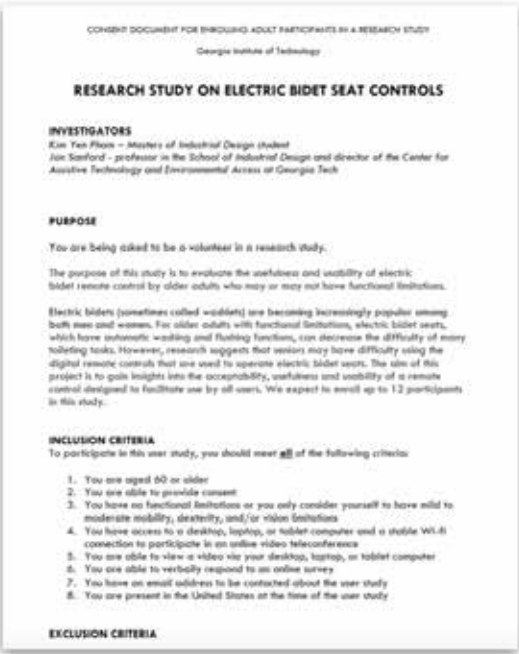 CONSENT DOCUMENT FOR ENROLLING ADULT PARTICIPANTS IN A RESEARCH STUDY
Georgia Institute of Technology
RESEARCH STUDY ON ELECTRIC BIDET SEAT CONTROLS
INVESTIGATORS
Kim Yen Pham – Masters of Industrial Design student
Jon Sanford - professor in the School of Industrial Design and director of the Center for
Assistive Technology and Environmental Access at Georgia Tech
PURPOSE
You are being asked to be a volunteer in a research study.
The purpose of this study is to evaluate the usefulness and usability of electric
bidet remote control by older adults who may or may not have functional limitations.
Electric bidets (sometimes called washlets) are becoming increasingly popular among
both men and women. For older adults with functional limitations, electric bidet seats,
which have automatic washing and flushing functions, can decrease the difficulty of many
toileting tasks. However, research suggests that seniors may have difficulty using the
digital remote controls that are used to operate electric bidet seats. The aim of this
project is to gain insights into the acceptability, usefulness and usability of a remote
control designed to facilitate use by all users. We expect to enroll up to 12 participants
in this study.
INCLUSION CRITERIA
To participate in this user study, you should meet all of the following criteria:
1. You are aged 60 or older
2. You are able to provide consent
3. You have no functional limitations or you only consider yourself to have mild to
moderate mobility, dexterity, and/or vision limitations
4. You have access to a desktop, laptop, or tablet computer and a stable Wi-fi
connection to participate in an online video teleconference
5. You are able to view a video via your desktop, laptop, or tablet computer
6. You are able to verbally respond to an online survey
7. You have an email address to be contacted about the user study
8. You are present in the United States at the time of the user study
EXCLUSION CRITERIA